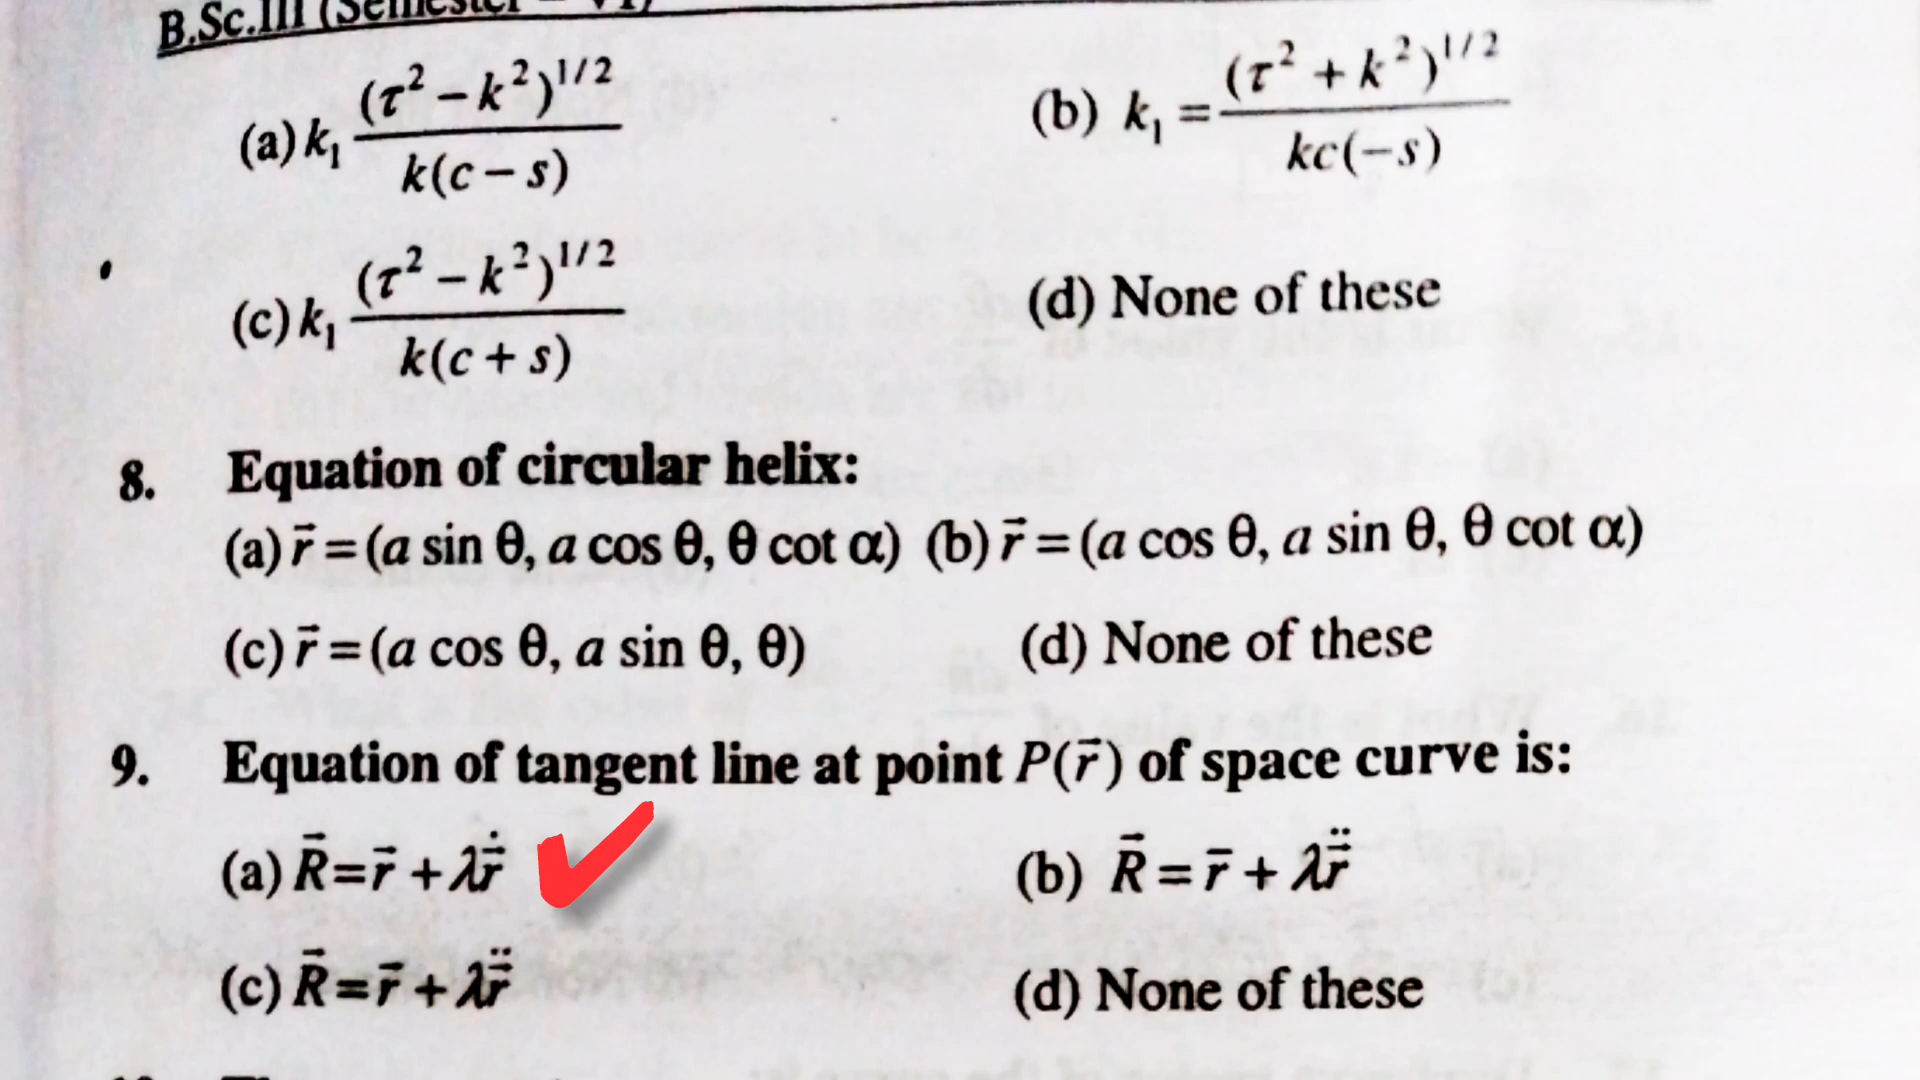 B.Sc.III (Semester – VI)
(a) k₁ (τ² – k²)^1/2 / k(c – s) (b) k₁ = (τ² + k²)^1/2 / kc(–s)
(c) k₁ (τ² – k²)^1/2 / k(c + s) (d) None of these
8. Equation of circular helix:
(a) r⃗ = (a sin θ, a cos θ, θ cot α) (b) r⃗ = (a cos θ, a sin θ, θ cot α)
(c) r⃗ = (a cos θ, a sin θ, θ) (d) None of these
9. Equation of tangent line at point P(r⃗) of space curve is:
(a) R⃗ = r⃗ + λṙ⃗ (b) R⃗ = r⃗ + λr̈⃗
(c) R⃗ = r⃗ + λr̈⃗ (d) None of these